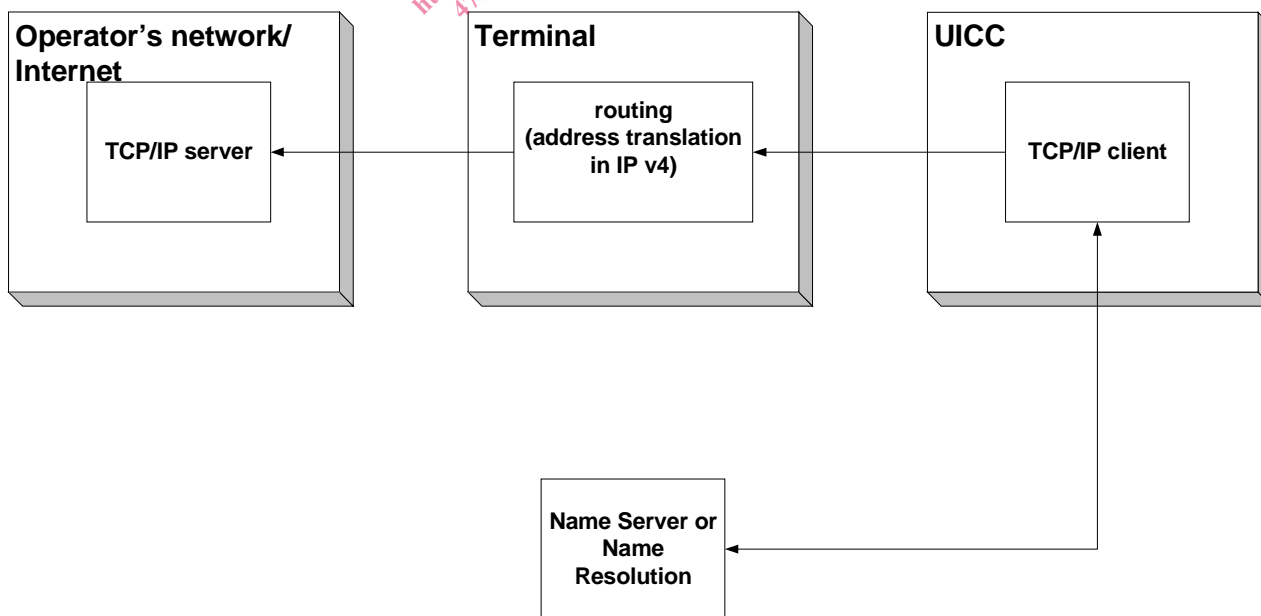 Operator's network/
Internet
TCP/IP server
Terminal
routing
(address translation
in IP v4)
UICC
TCP/IP client
Name Server or
Name
Resolution